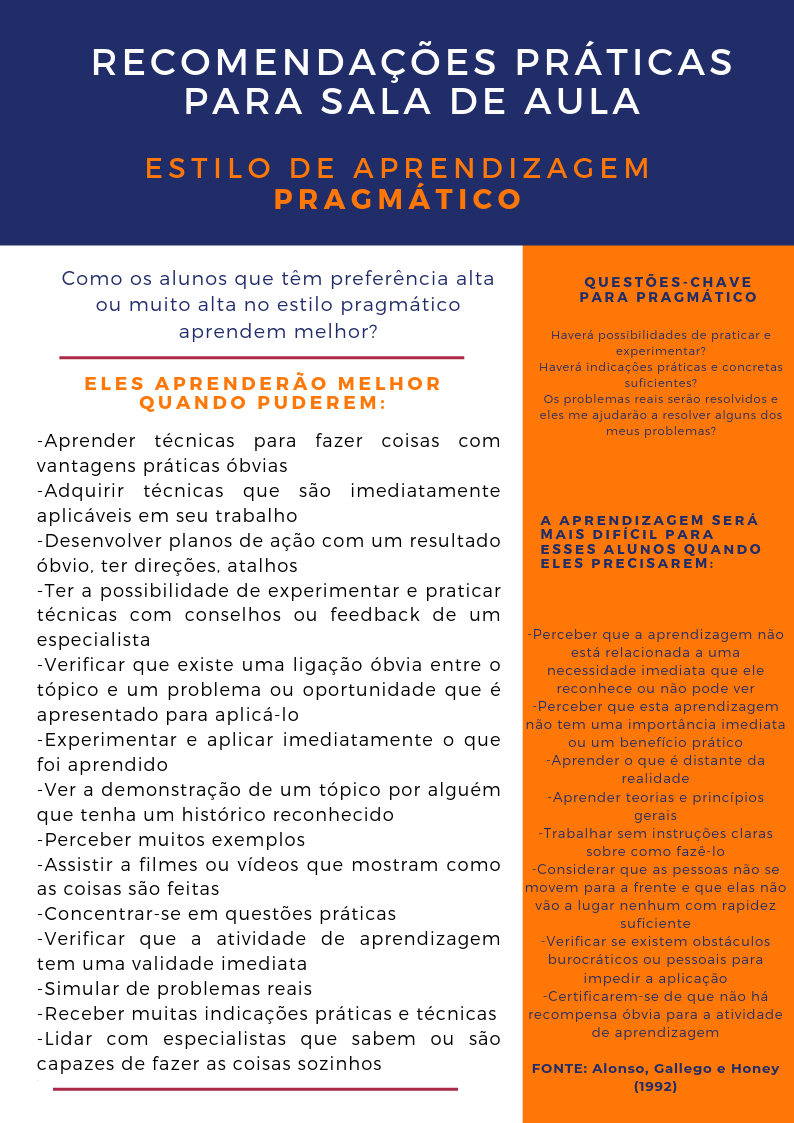 RECOMENDAÇÕES PRÁTICAS
PARA SALA DE AULA
ESTILO DE APRENDIZAGEM
PRAGMÁTICO
Como os alunos que têm preferência alta
ou muito alta no estilo pragmático
aprendem melhor?
ELES APRENDERÃO MELHOR
QUANDO PUDEREM:
-Aprender técnicas para fazer coisas com
vantagens práticas óbvias
-Adquirir técnicas que são imediatamente
aplicáveis em seu trabalho
-Desenvolver planos de ação com um resultado
óbvio, ter direções, atalhos
-Ter a possibilidade de experimentar e praticar
técnicas com conselhos ou feedback de um
especialista
-Verificar que existe uma ligação óbvia entre o
tópico e um problema ou oportunidade que é
apresentado para aplicá-lo
-Experimentar e aplicar imediatamente o que
foi aprendido
-Ver a demonstração de um tópico por alguém
que tenha um histórico reconhecido
-Perceber muitos exemplos
-Assistir a filmes ou vídeos que mostram como
as coisas são feitas
-Concentrar-se em questões práticas
-Verificar que a atividade de aprendizagem
tem uma validade imediata
-Simular de problemas reais
-Receber muitas indicações práticas e técnicas
-Lidar com especialistas que sabem ou são
capazes de fazer as coisas sozinhos
QUESTÕES-CHAVE
PARA PRAGMÁTICO
Haverá possibilidades de praticar e
experimentar?
Haverá indicações práticas e concretas
suficientes?
Os problemas reais serão resolvidos e
eles me ajudarão a resolver alguns dos
meus problemas?
A APRENDIZAGEM SERÁ
MAIS DIFÍCIL PARA
ESSES ALUNOS QUANDO
ELES PRECISAREM:
-Perceber que a aprendizagem não
está relacionada a uma
necessidade imediata que ele
reconhece ou não pode ver
-Perceber que esta aprendizagem
não tem uma importância imediata
ou um benefício prático
-Aprender o que é distante da
realidade
-Aprender teorias e princípios
gerais
-Trabalhar sem instruções claras
sobre como fazê-lo
-Considerar que as pessoas não se
movem para a frente e que elas não
vão a lugar nenhum com rapidez
suficiente
-Verificar se existem obstáculos
burocráticos ou pessoais para
impedir a aplicação
-Certificarem-se de que não há
recompensa óbvia para a atividade
de aprendizagem
FONTE: Alonso, Gallego e Honey
(1992)